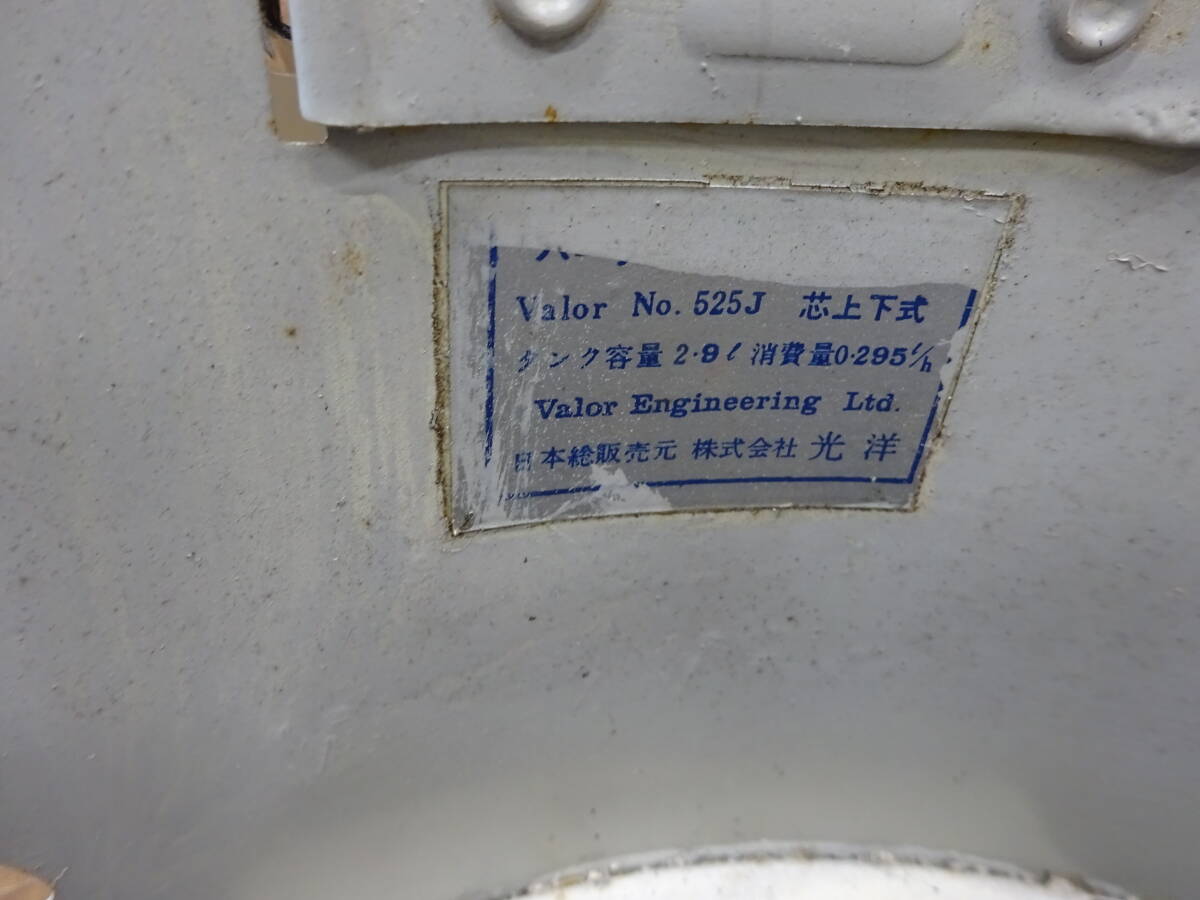 Valor No. 525J 芯上下式
タンク容量 2·9ℓ 消費量0·295ℓ/h
Valor Engineering Ltd.
日本総販売元 株式会社 光洋